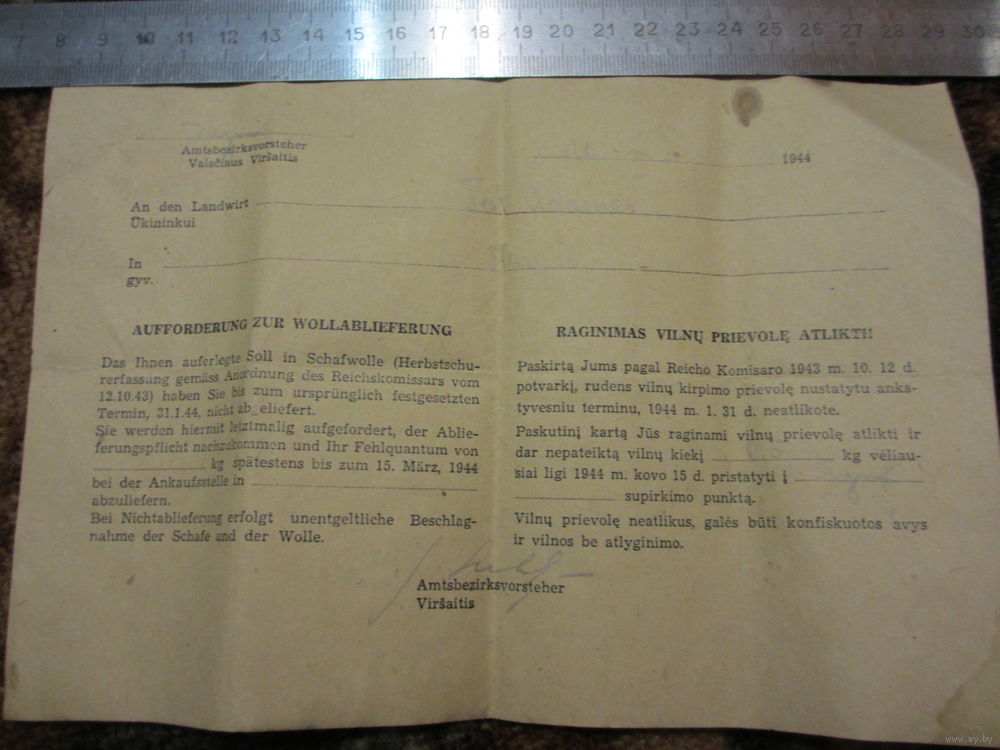 7 8 9 10 11 12 13 14 15 16 17 18 19 20 21 22 23 24 25 26 27 28 29 30
Amtsbezirksvorsteher
Valsčiaus Viršaitis
1944
An den Landwirt
Ūkininkui
In
gyv.
AUFFORDERUNG ZUR WOLLABLIEFERUNG
Das Ihnen auferlegte Soll in Schafwolle (Herbstschu-
rerfassung gemäss Anordnung des Reichskomissars vom
12.10.43) haben Sie bis zum ursprünglich festgesetzten
Termin, 31.1.44, nicht abgeliefert.
Sie werden hiermit letztmalig aufgefordert, der Ablie-
ferungspflicht nachzukommen und Ihr Fehlquantum von
kg spätestens bis zum 15. März, 1944
bei der Ankaufsstelle in
abzuliefern.
Bei Nichtablieferung erfolgt unentgeltliche Beschlag-
nahme der Schafe und der Wolle.
RAGINIMAS VILNŲ PRIEVOLĘ ATLIKTI!
Paskirtą Jums pagal Reicho Komisaro 1943 m. 10. 12 d.
potvarkį, rudens vilnų kirpimo prievolę nustatytu anks-
tyvesniu terminu, 1944 m. 1. 31 d. neatlikote.
Paskutinį kartą Jūs raginami vilnų prievolę atlikti ir
dar nepateiktą vilnų kiekį kg vėliau-
siai ligi 1944 m. kovo 15 d. pristatyti į
supirkimo punktą.
Vilnų prievolę neatlikus, galės būti konfiskuotos avys
ir vilnos be atlyginimo.
Amtsbezirksvorsteher
Viršaitis
www.ay.by